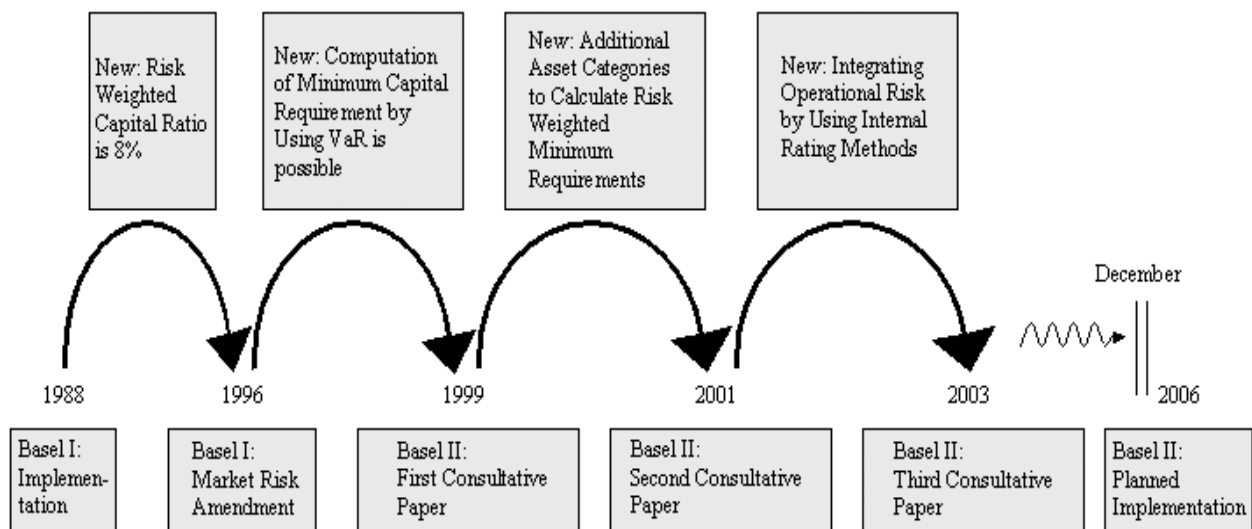 New: Risk
Weighted
Capital Ratio
is 8%
New: Computation
of Minimum Capital
Requirement by
Using VaR is
possible
New: Additional
Asset Categories
to Calculate Risk
Weighted
Minimum
Requirements
New: Integrating
Operational Risk
by Using Internal
Rating Methods
December
1988
1996
1999
2001
2003
2006
Basel I:
Implemen-
tation
Basel I:
Market Risk
Amendment
Basel II:
First Consultative
Paper
Basel II:
Second Consultative
Paper
Basel II:
Third Consultative
Paper
Basel II:
Planned
Implementation